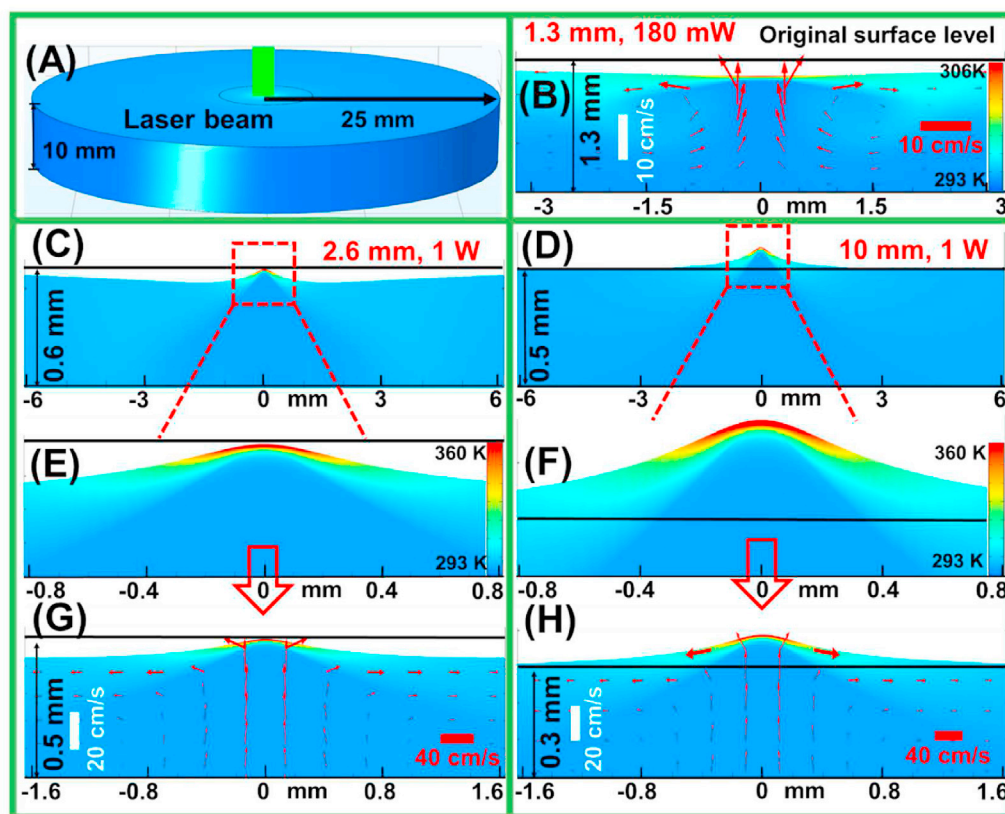 (A)
Laser beam
25 mm
10 mm
1.3 mm, 180 mW
Original surface level
(B)
1.3 mm
10 cm/s
306K
10 cm/s
293 K
-3 -1.5 0 mm 1.5 3
(C)
2.6 mm, 1 W
0.6 mm
-6 -3 0 mm 3 6
(D)
10 mm, 1 W
0.5 mm
-6 -3 0 mm 3 6
(E)
360 K
293 K
-0.8 -0.4 0 mm 0.4 0.8
(F)
360 K
293 K
-0.8 -0.4 0 mm 0.4 0.8
(G)
0.5 mm
20 cm/s
40 cm/s
-1.6 -0.8 0 mm 0.8 1.6
(H)
0.3 mm
20 cm/s
40 cm/s
-1.6 -0.8 0 mm 0.8 1.6